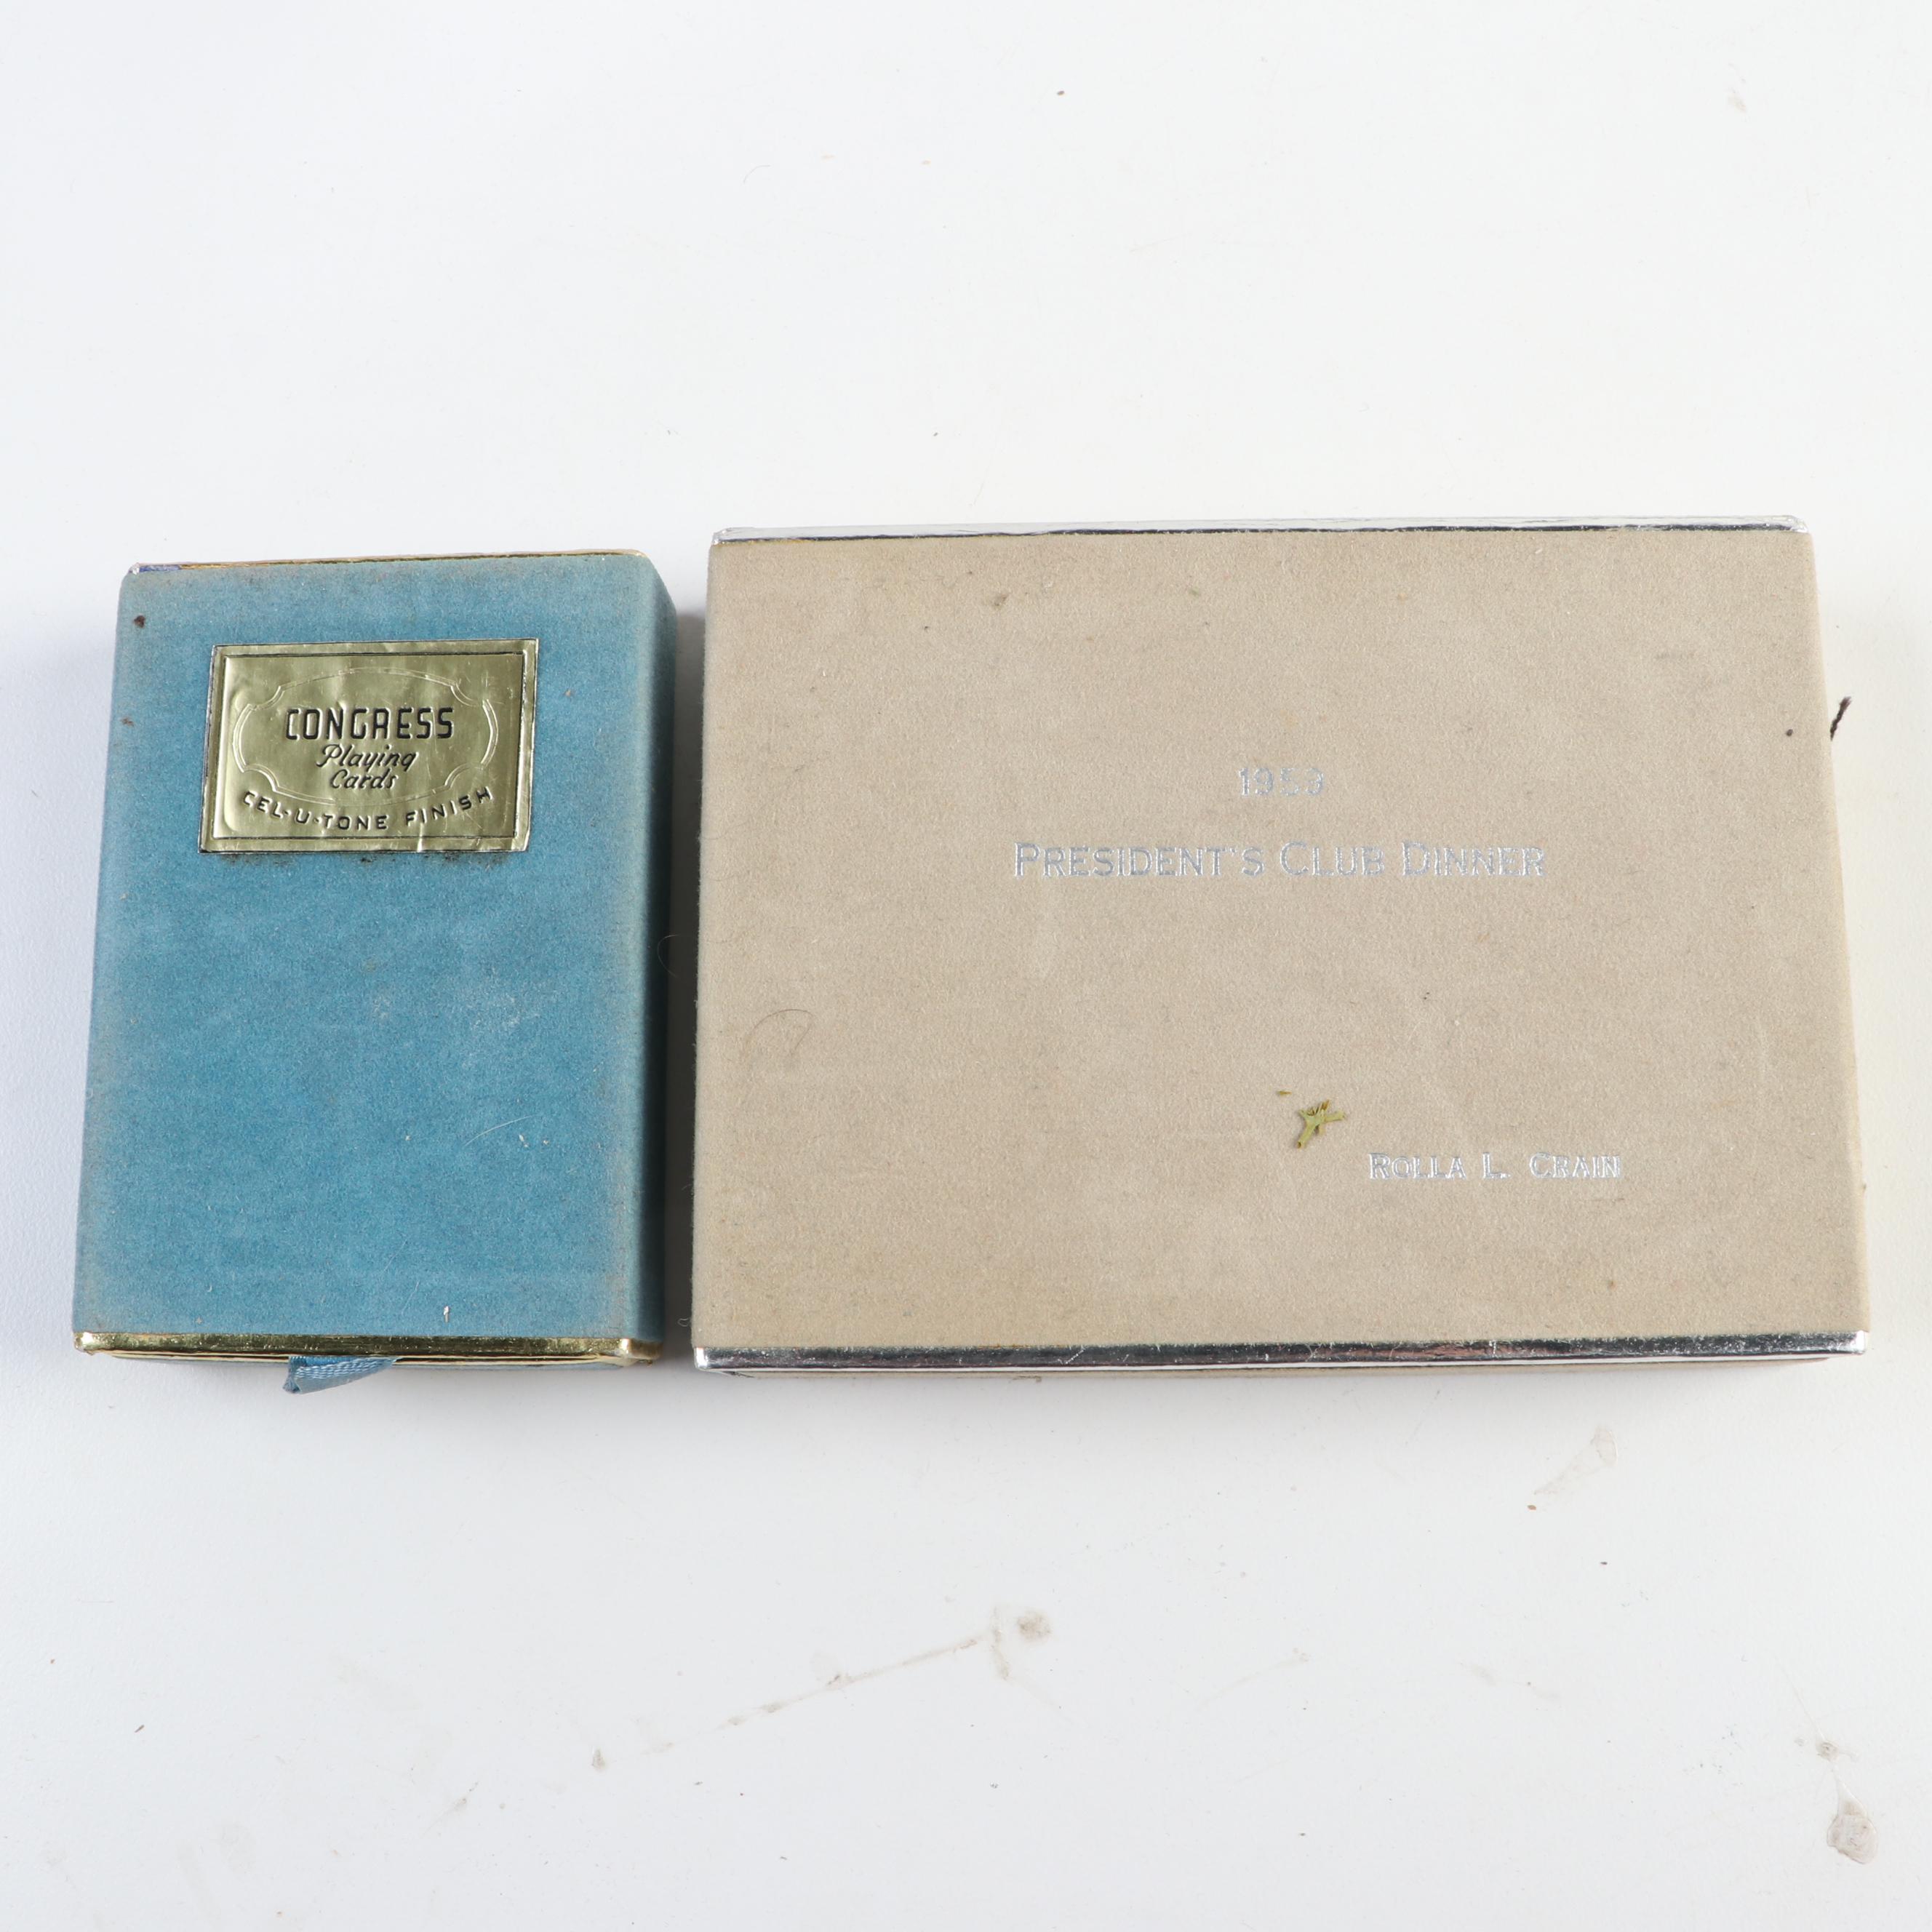 CONGRESS
Playing
Cards
CEL-U-TONE FINISH
PRESIDENT'S CLUB DINNER
ROLLA L. CRAIN